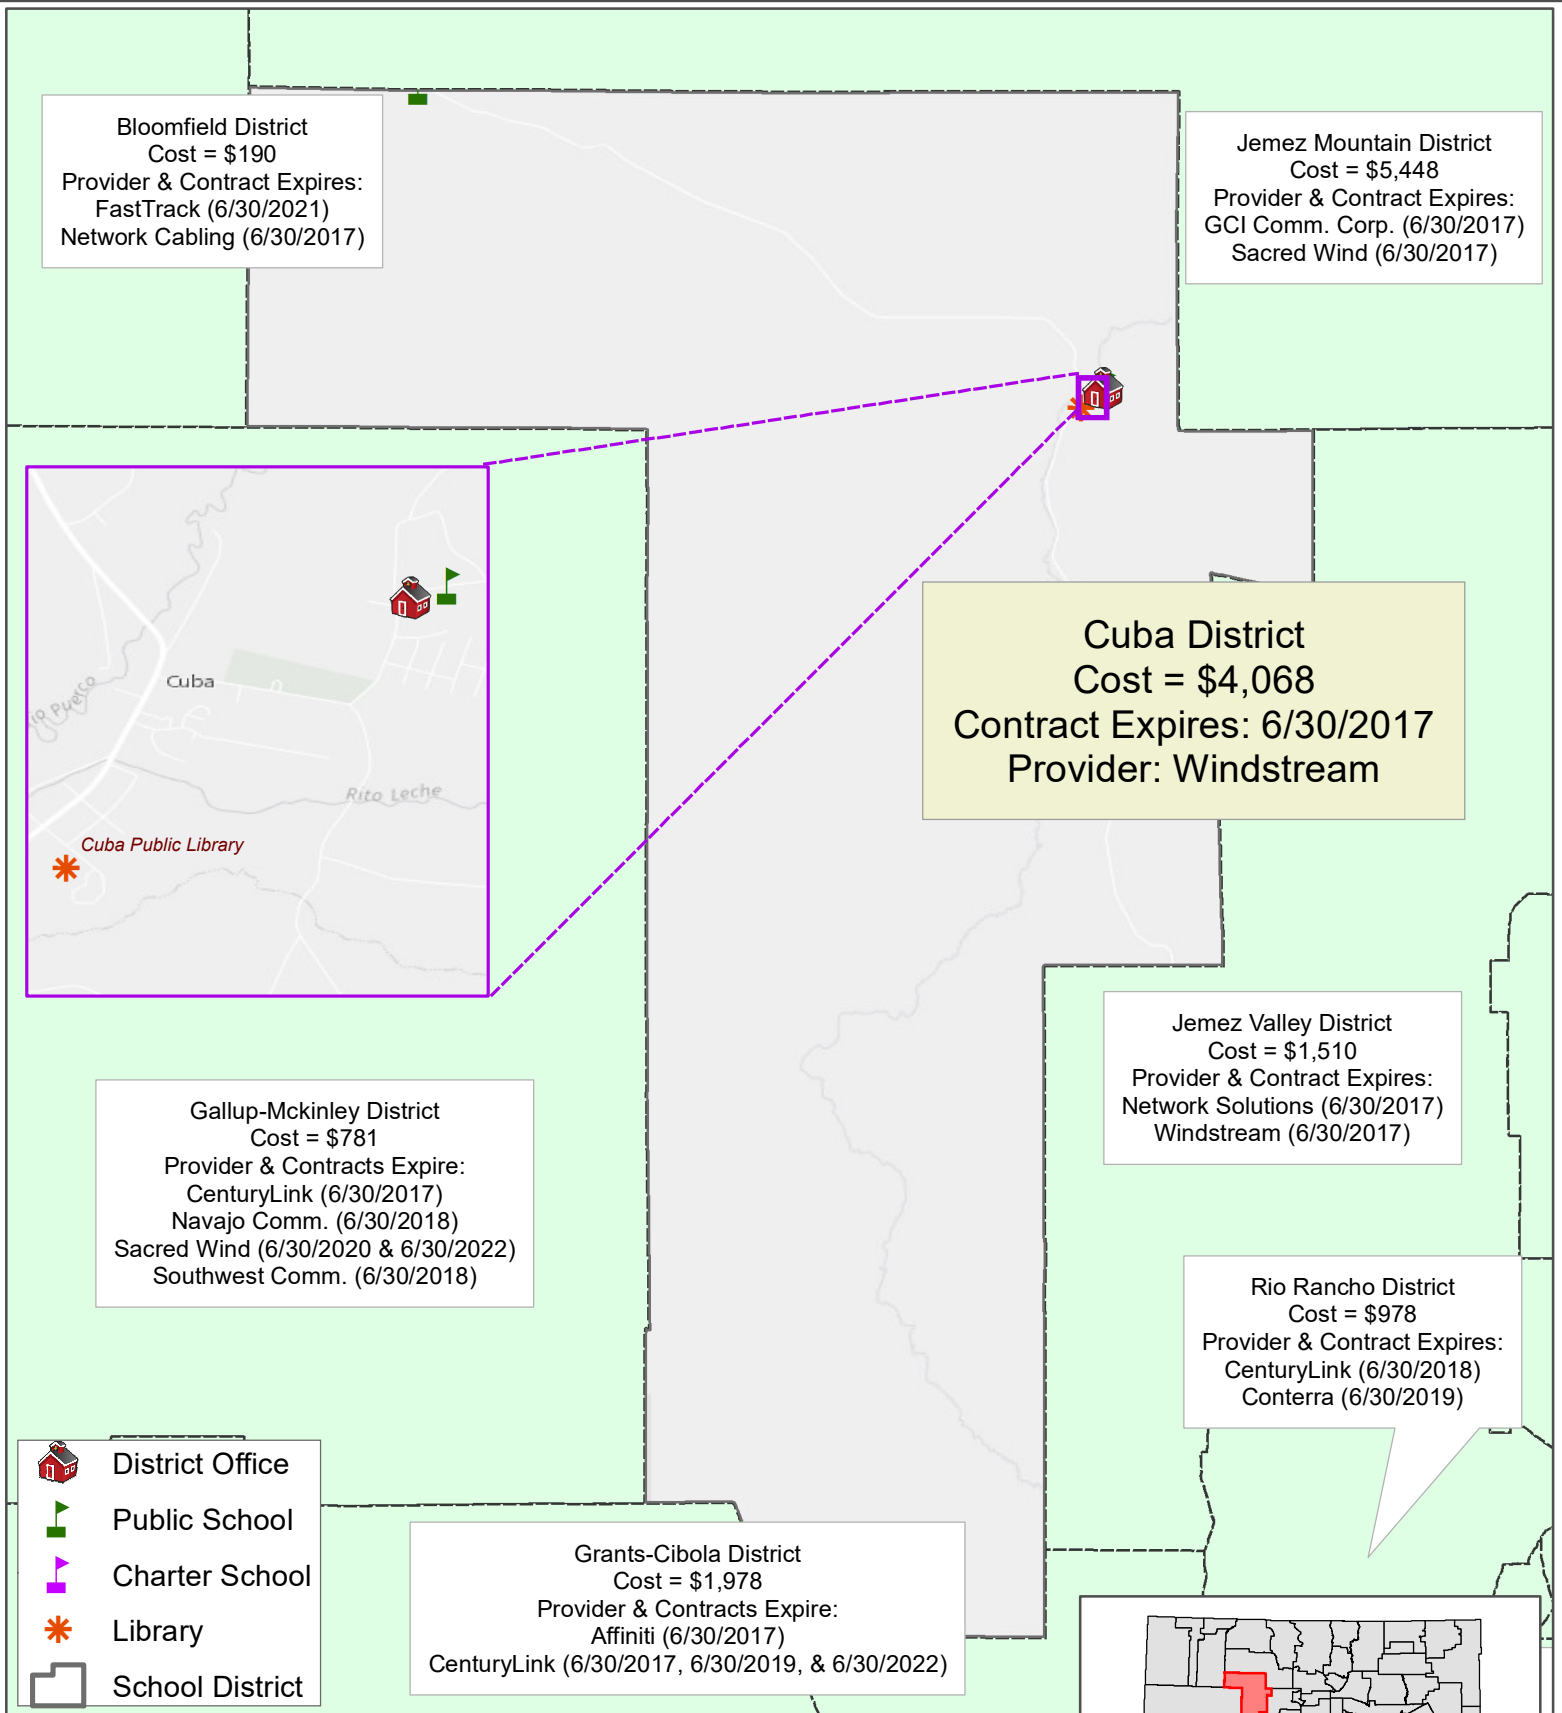 Bloomfield District
Cost = $190
Provider & Contract Expires:
FastTrack (6/30/2021)
Network Cabling (6/30/2017)
Jemez Mountain District
Cost = $5,448
Provider & Contract Expires:
GCI Comm. Corp. (6/30/2017)
Sacred Wind (6/30/2017)
Cuba
io Puerco
Rito Leche
Cuba Public Library
Cuba District
Cost = $4,068
Contract Expires: 6/30/2017
Provider: Windstream
Jemez Valley District
Cost = $1,510
Provider & Contract Expires:
Network Solutions (6/30/2017)
Windstream (6/30/2017)
Gallup-Mckinley District
Cost = $781
Provider & Contracts Expire:
CenturyLink (6/30/2017)
Navajo Comm. (6/30/2018)
Sacred Wind (6/30/2020 & 6/30/2022)
Southwest Comm. (6/30/2018)
Rio Rancho District
Cost = $978
Provider & Contract Expires:
CenturyLink (6/30/2018)
Conterra (6/30/2019)
District Office
Public School
Charter School
Library
School District
Grants-Cibola District
Cost = $1,978
Provider & Contracts Expire:
Affiniti (6/30/2017)
CenturyLink (6/30/2017, 6/30/2019, & 6/30/2022)